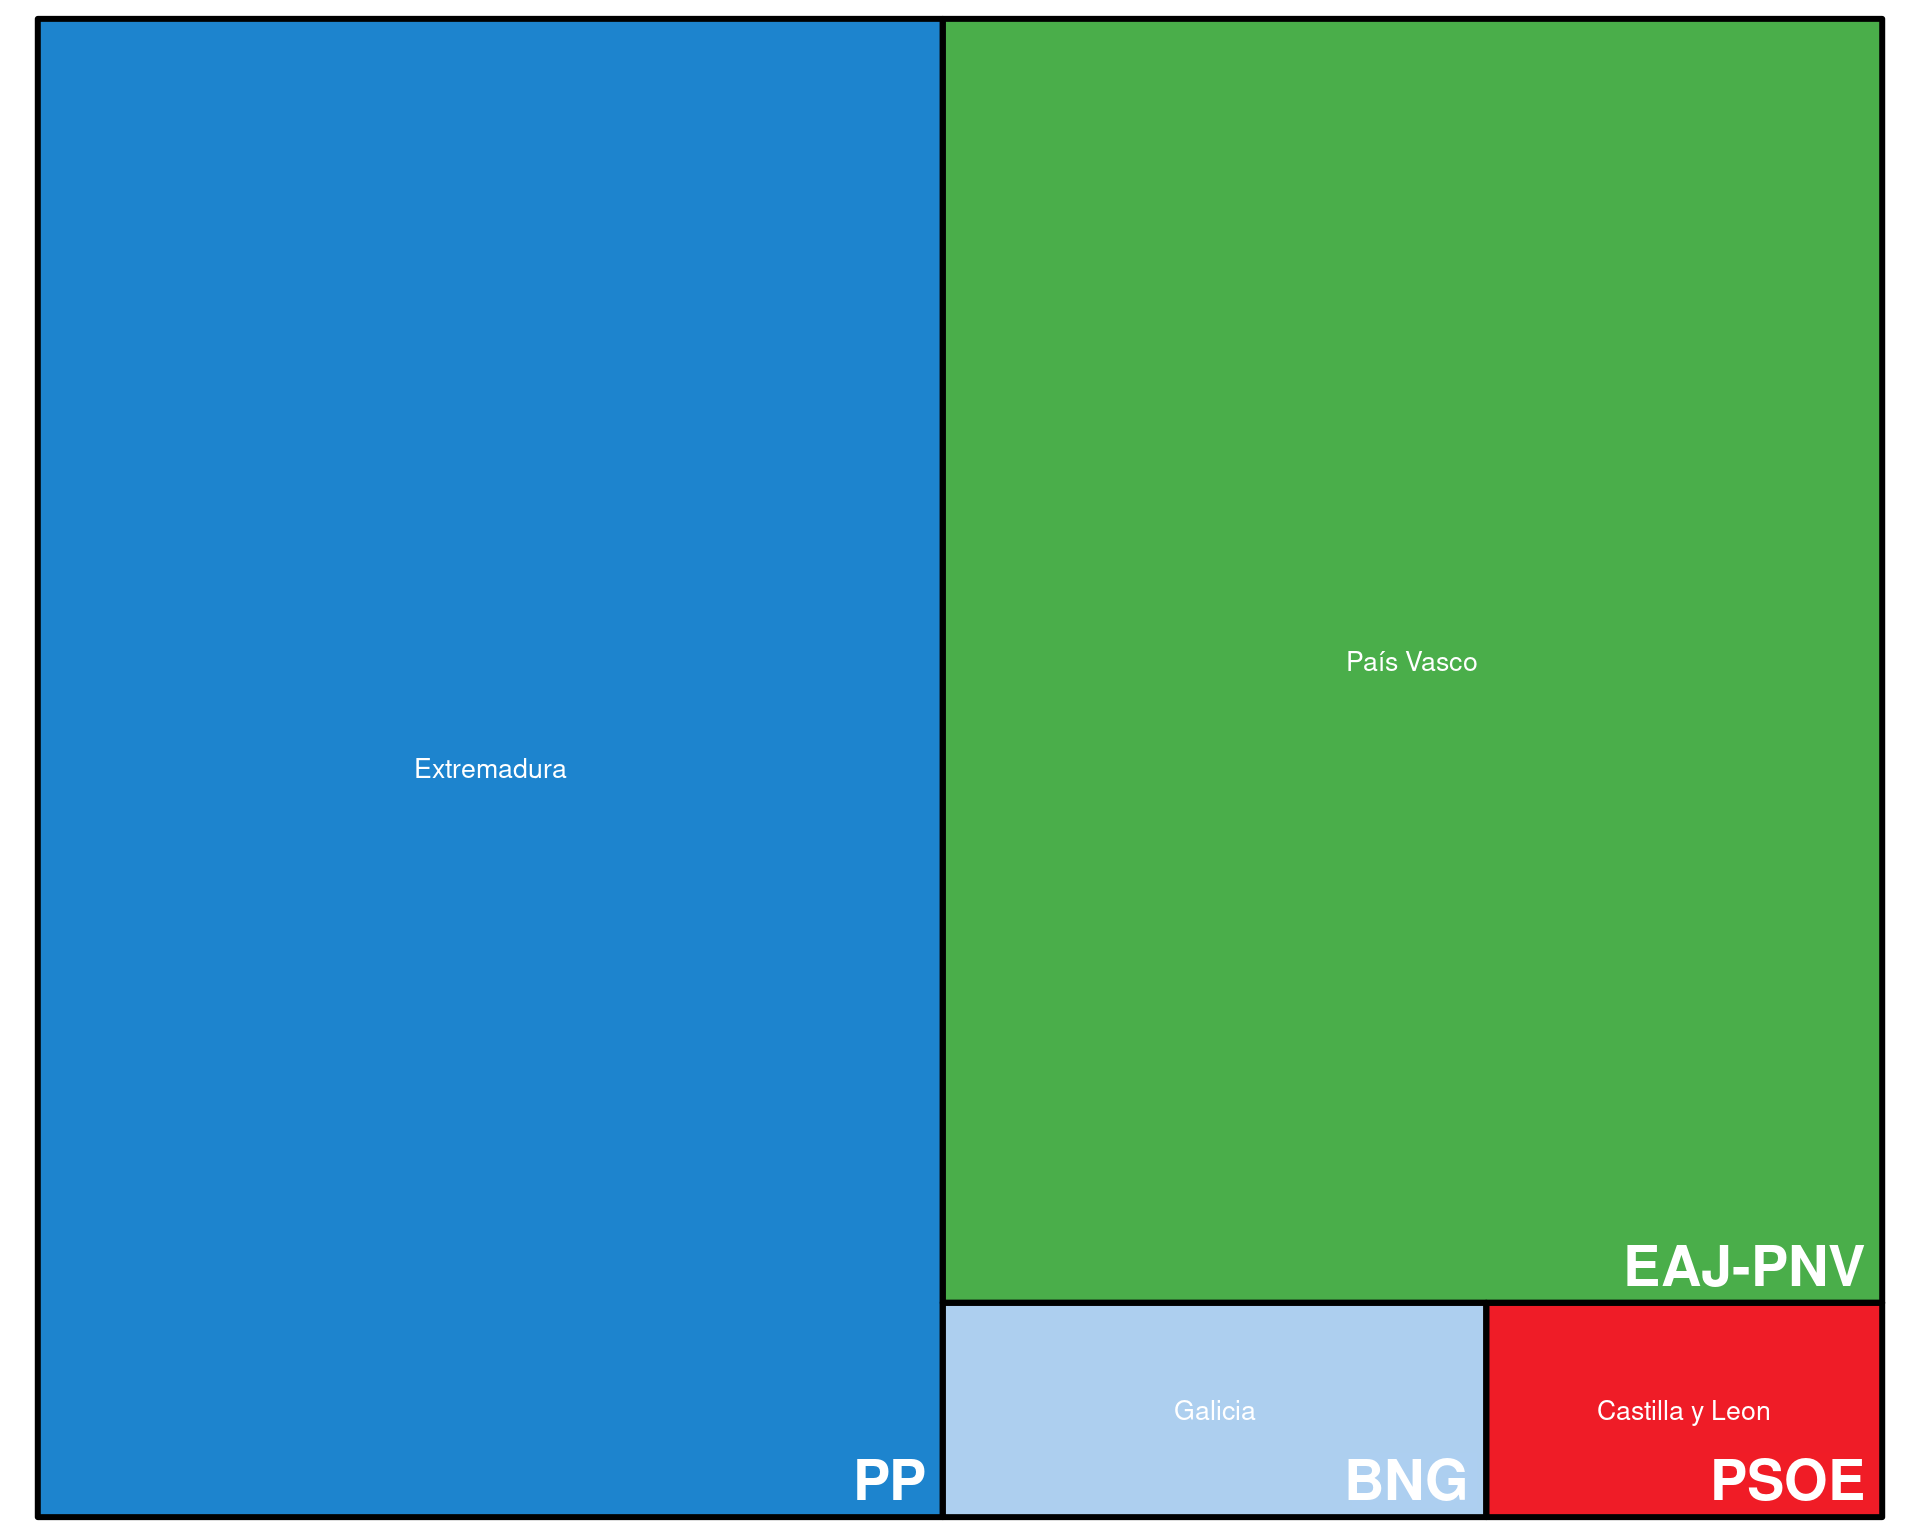 Extremadura
PP
País Vasco
EAJ-PNV
Galicia
BNG
Castilla y Leon
PSOE